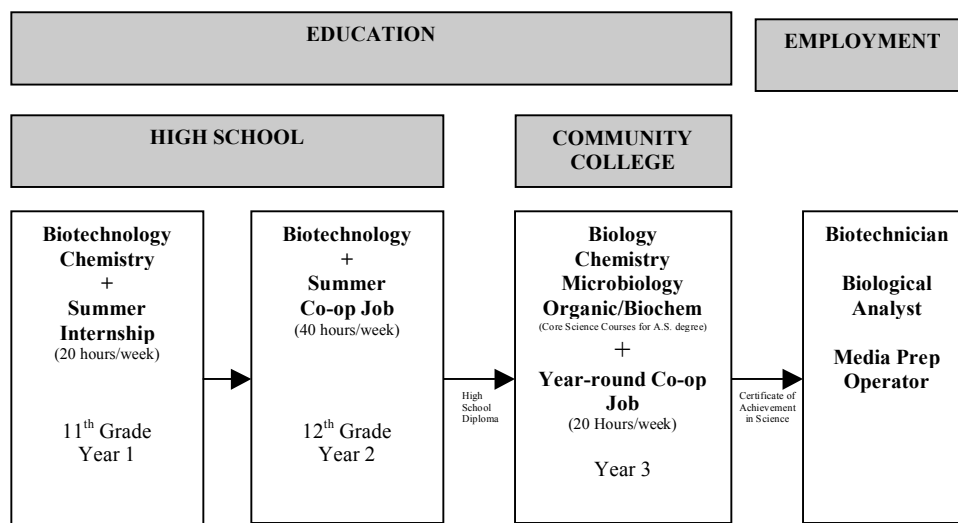 EDUCATION
EMPLOYMENT
HIGH SCHOOL
COMMUNITY
COLLEGE
Biotechnology
Chemistry
+
Summer
Internship
(20 hours/week)
11th Grade
Year 1
Biotechnology
+
Summer
Co-op Job
(40 hours/week)
12th Grade
Year 2
High
School
Diploma
Biology
Chemistry
Microbiology
Organic/Biochem
(Core Science Courses for A.S. degree)
+
Year-round Co-op
Job
(20 Hours/week)
Year 3
Certificate of
Achievement
in Science
Biotechnician
Biological
Analyst
Media Prep
Operator